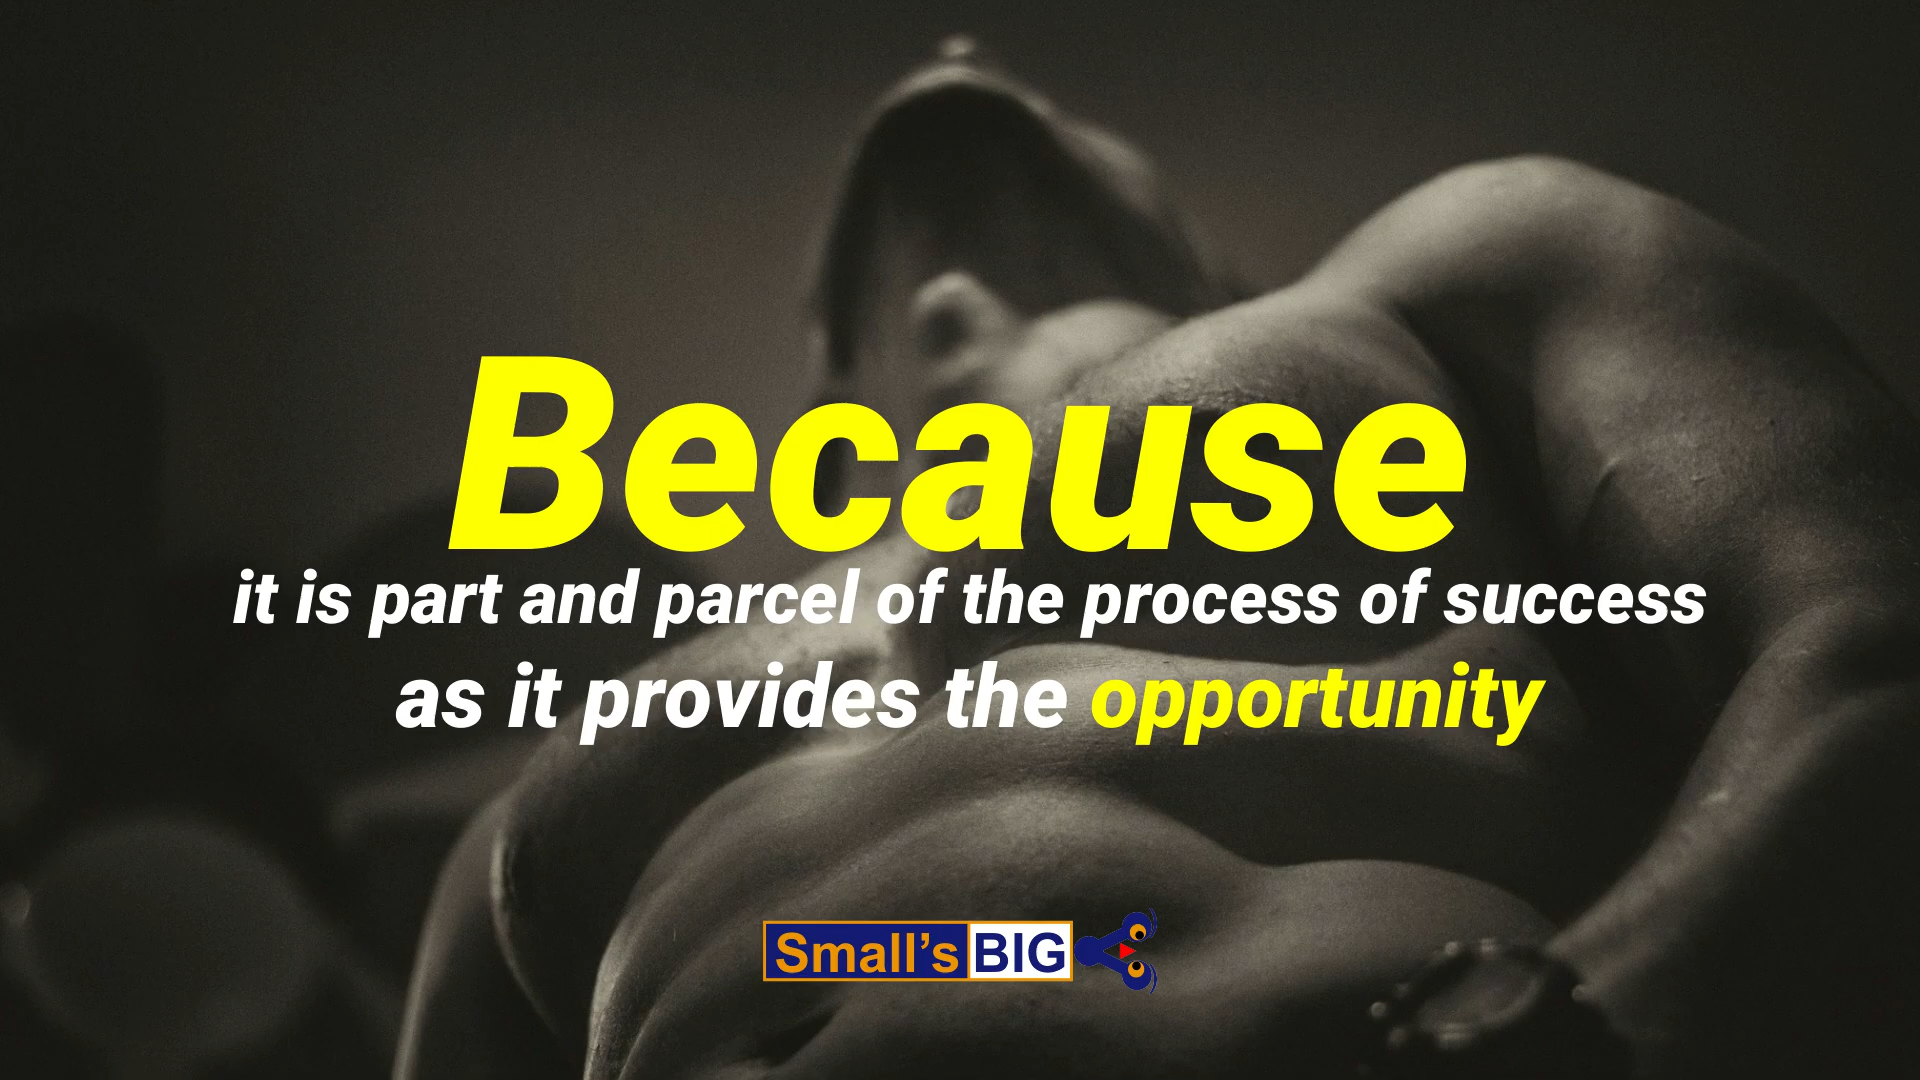 Because
it is part and parcel of the process of success
as it provides the opportunity
Small's BIG